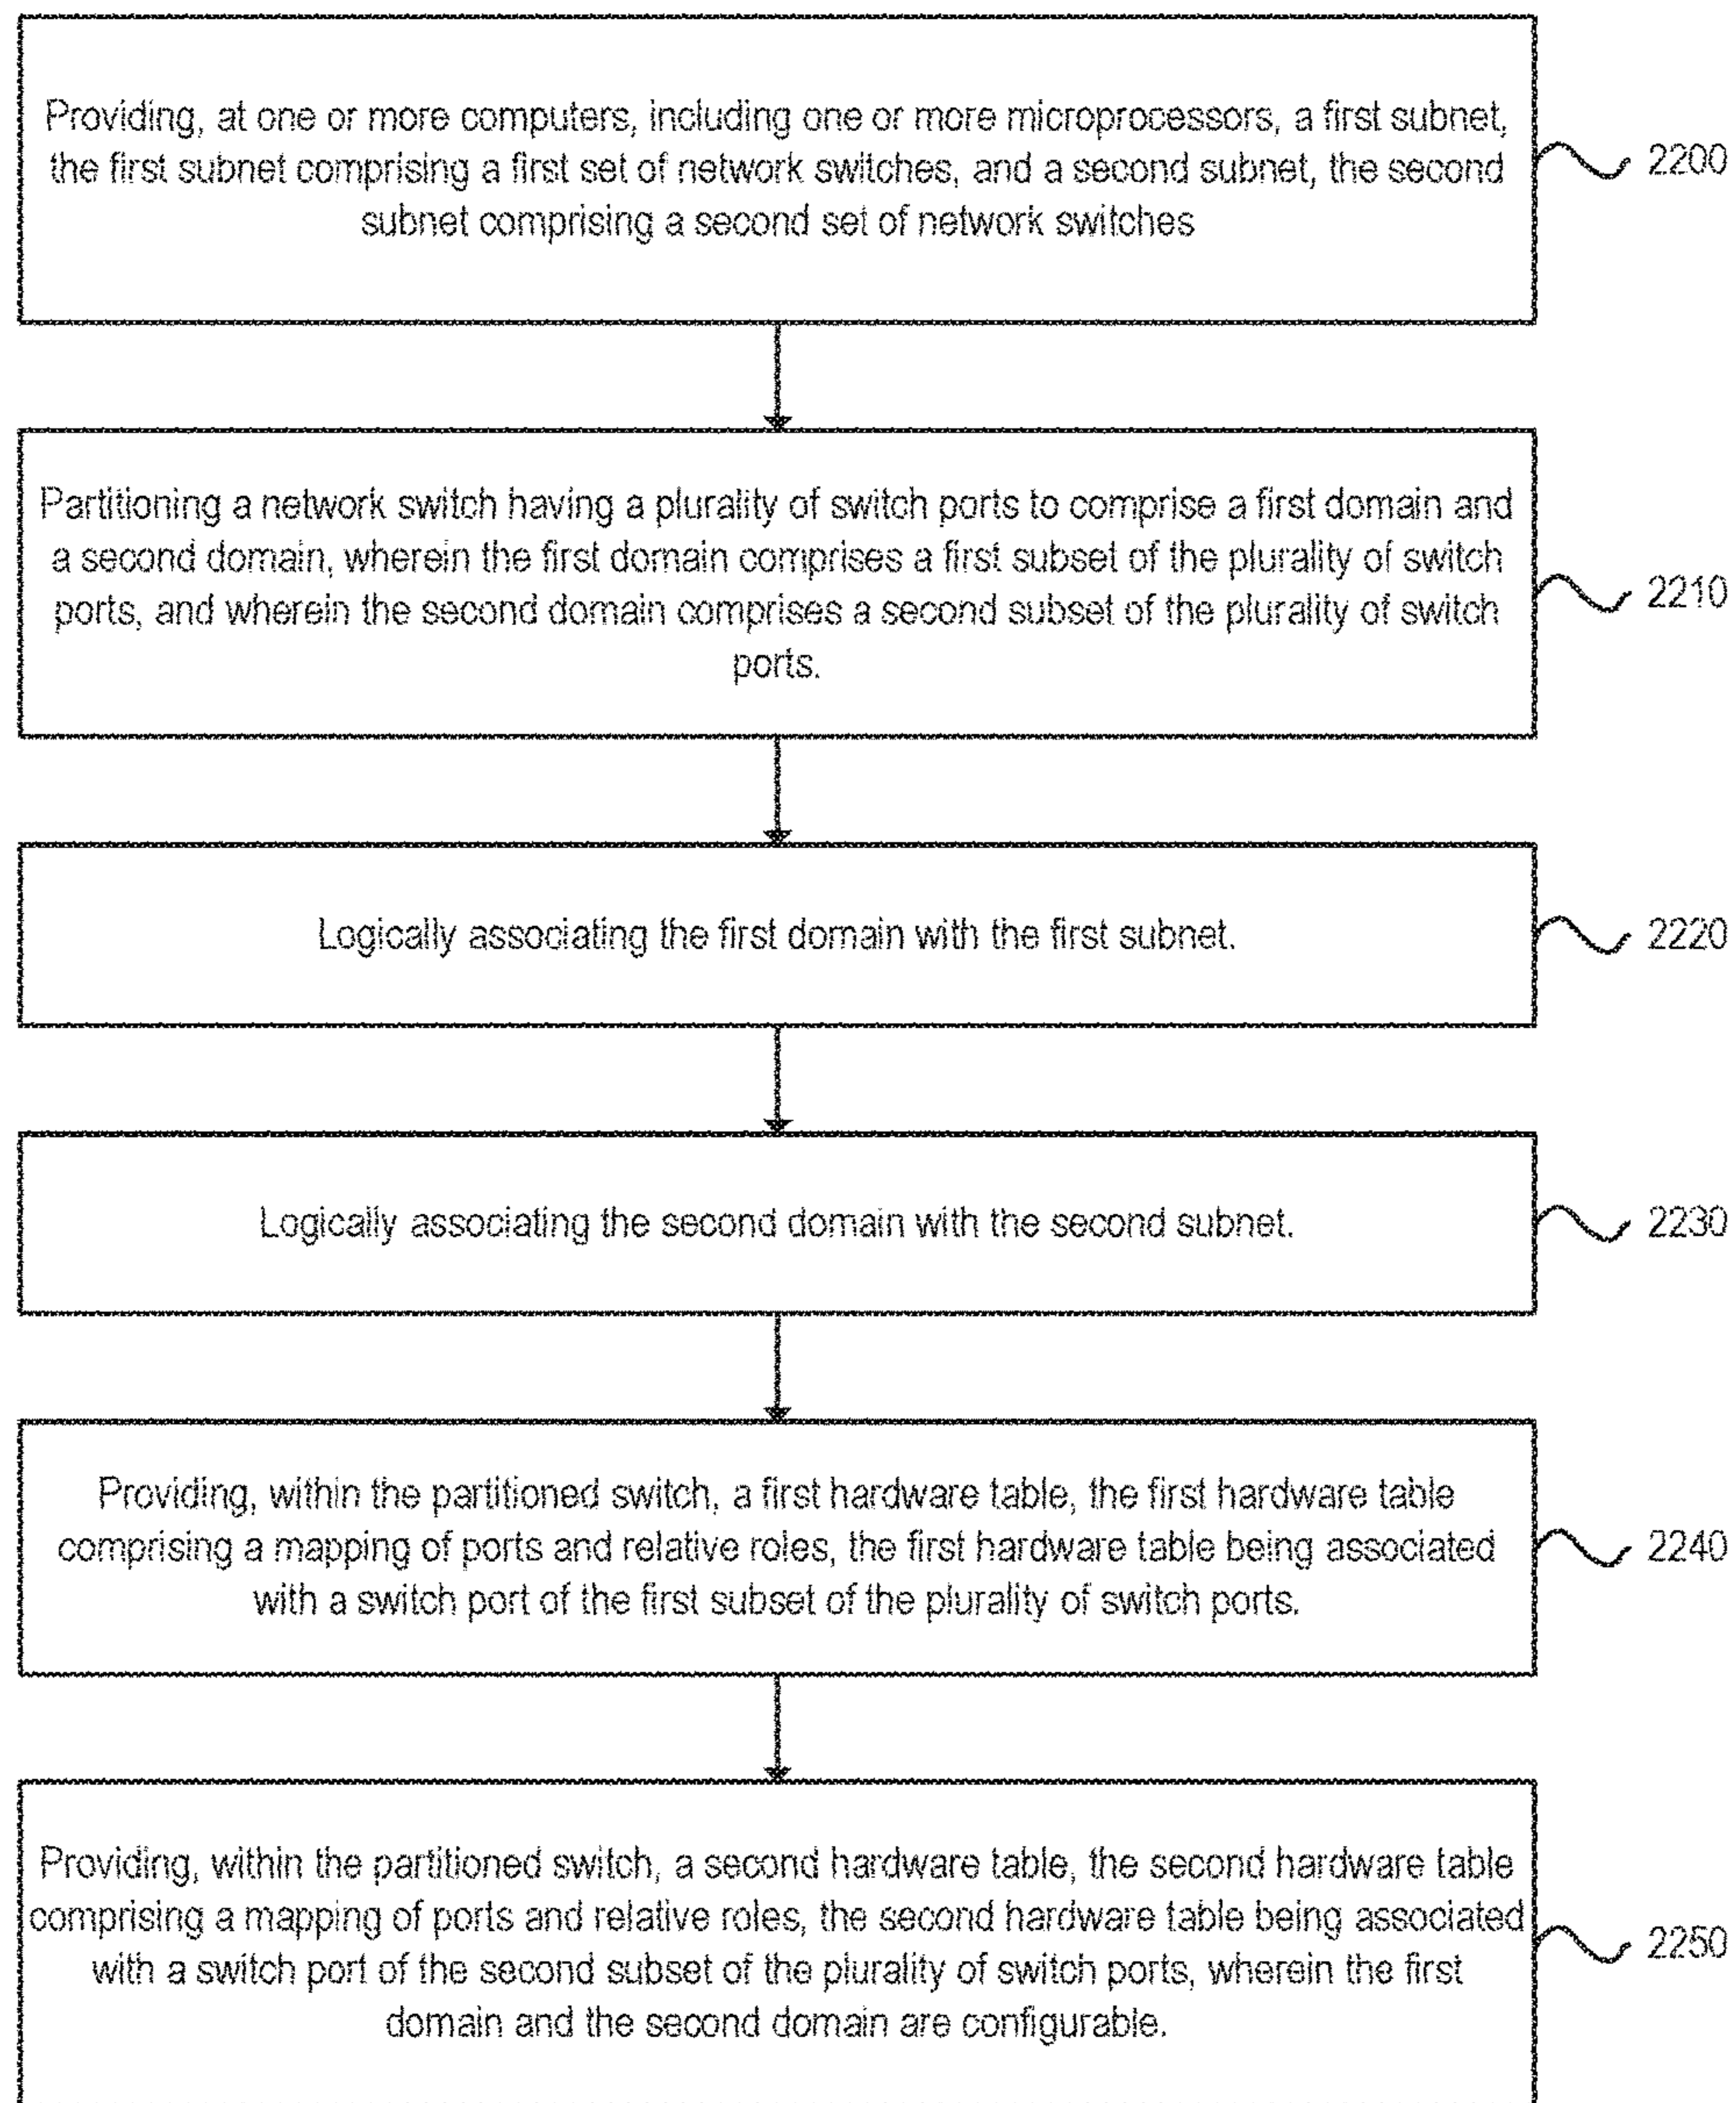 Providing, at one or more computers, including one or more microprocessors, a first subnet,
the first subnet comprising a first set of network switches, and a second subnet, the second
subnet comprising a second set of network switches
2200
Partitioning a network switch having a plurality of switch ports to comprise a first domain and
a second domain, wherein the first domain comprises a first subset of the plurality of switch
ports, and wherein the second domain comprises a second subset of the plurality of switch
ports.
2210
Logically associating the first domain with the first subnet.
2220
Logically associating the second domain with the second subnet.
2230
Providing, within the partitioned switch, a first hardware table, the first hardware table
comprising a mapping of ports and relative roles, the first hardware table being associated
with a switch port of the first subset of the plurality of switch ports.
2240
Providing, within the partitioned switch, a second hardware table, the second hardware table
comprising a mapping of ports and relative roles, the second hardware table being associated
with a switch port of the second subset of the plurality of switch ports, wherein the first
domain and the second domain are configurable.
2250